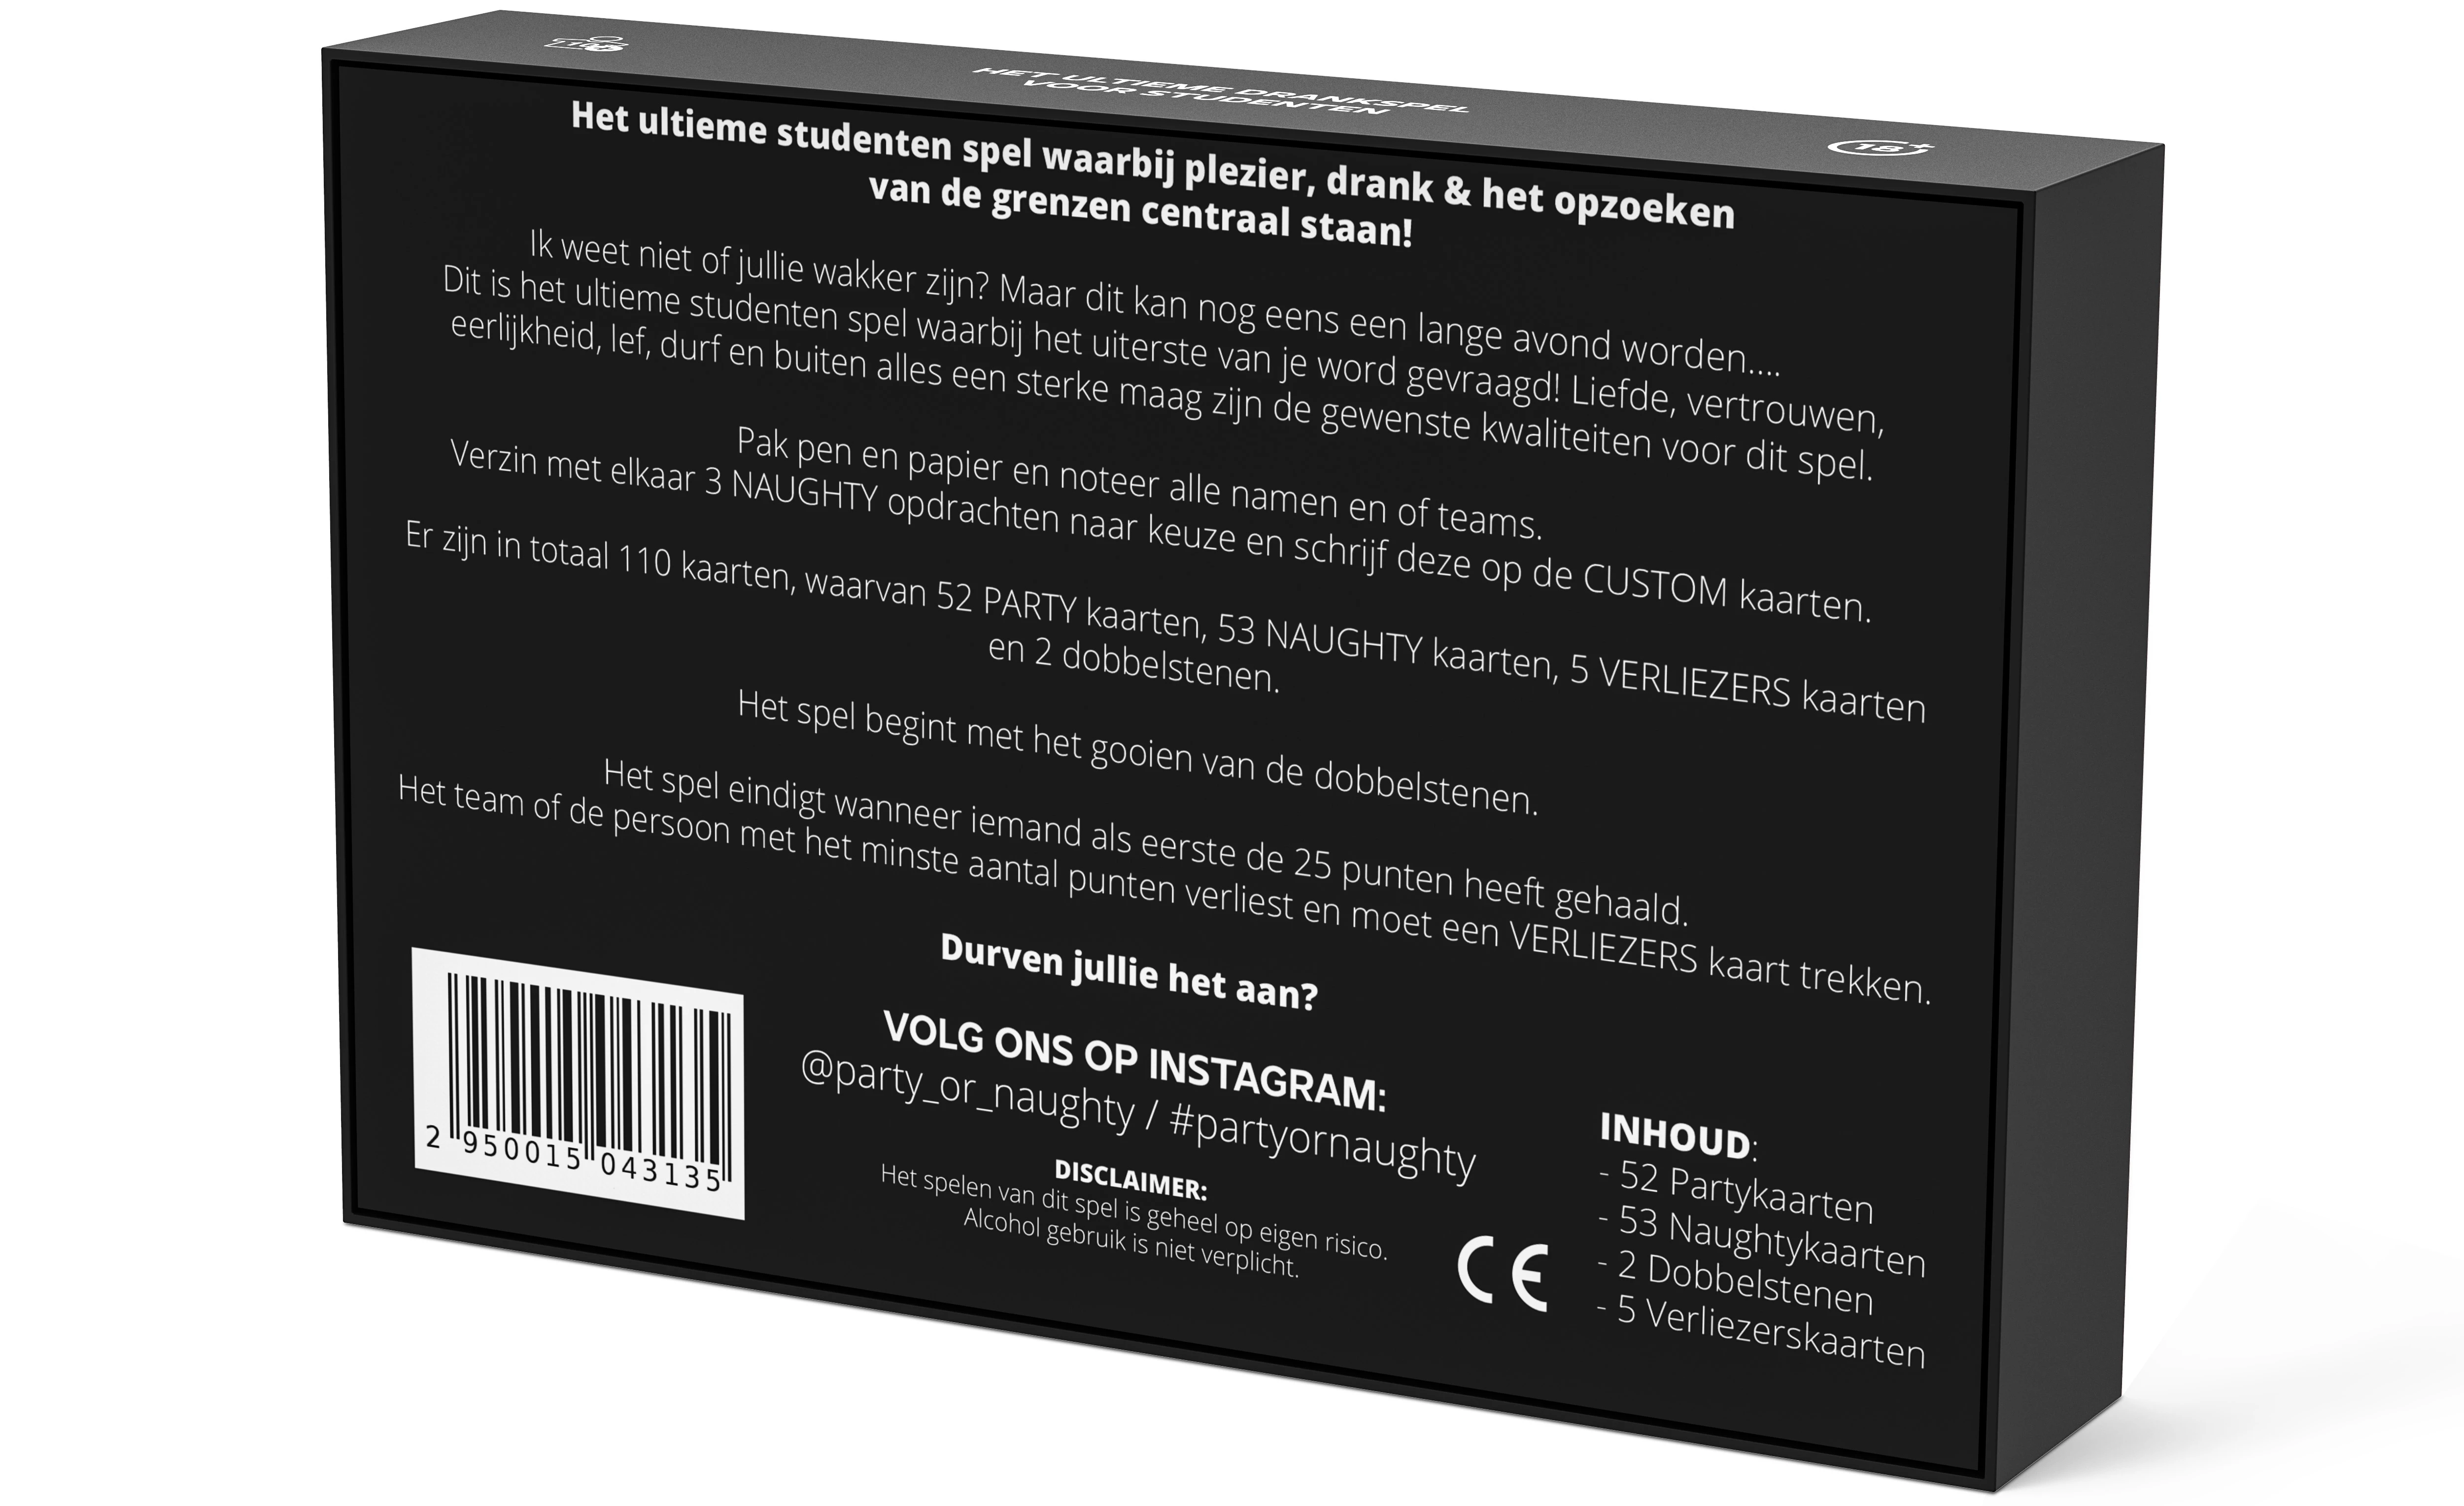 HET ULTIEME DRANKSPEL
VOOR STUDENTEN
18+
Het ultieme studenten spel waarbij plezier, drank & het opzoeken
van de grenzen centraal staan!
Ik weet niet of jullie wakker zijn? Maar dit kan nog eens een lange avond worden....
Dit is het ultieme studenten spel waarbij het uiterste van je word gevraagd! Liefde, vertrouwen,
eerlijkheid, lef, durf en buiten alles een sterke maag zijn de gewenste kwaliteiten voor dit spel.
Pak pen en papier en noteer alle namen en of teams.
Verzin met elkaar 3 NAUGHTY opdrachten naar keuze en schrijf deze op de CUSTOM kaarten.
Er zijn in totaal 110 kaarten, waarvan 52 PARTY kaarten, 53 NAUGHTY kaarten, 5 VERLIEZERS kaarten
en 2 dobbelstenen.
Het spel begint met het gooien van de dobbelstenen.
Het spel eindigt wanneer iemand als eerste de 25 punten heeft gehaald.
Het team of de persoon met het minste aantal punten verliest en moet een VERLIEZERS kaart trekken.
Durven jullie het aan?
VOLG ONS OP INSTAGRAM:
@party_or_naughty / #partyornaughty
DISCLAIMER:
Het spelen van dit spel is geheel op eigen risico.
Alcohol gebruik is niet verplicht.
2 950015 043135
CE
INHOUD:
- 52 Partykaarten
- 53 Naughtykaarten
- 2 Dobbelstenen
- 5 Verliezerskaarten